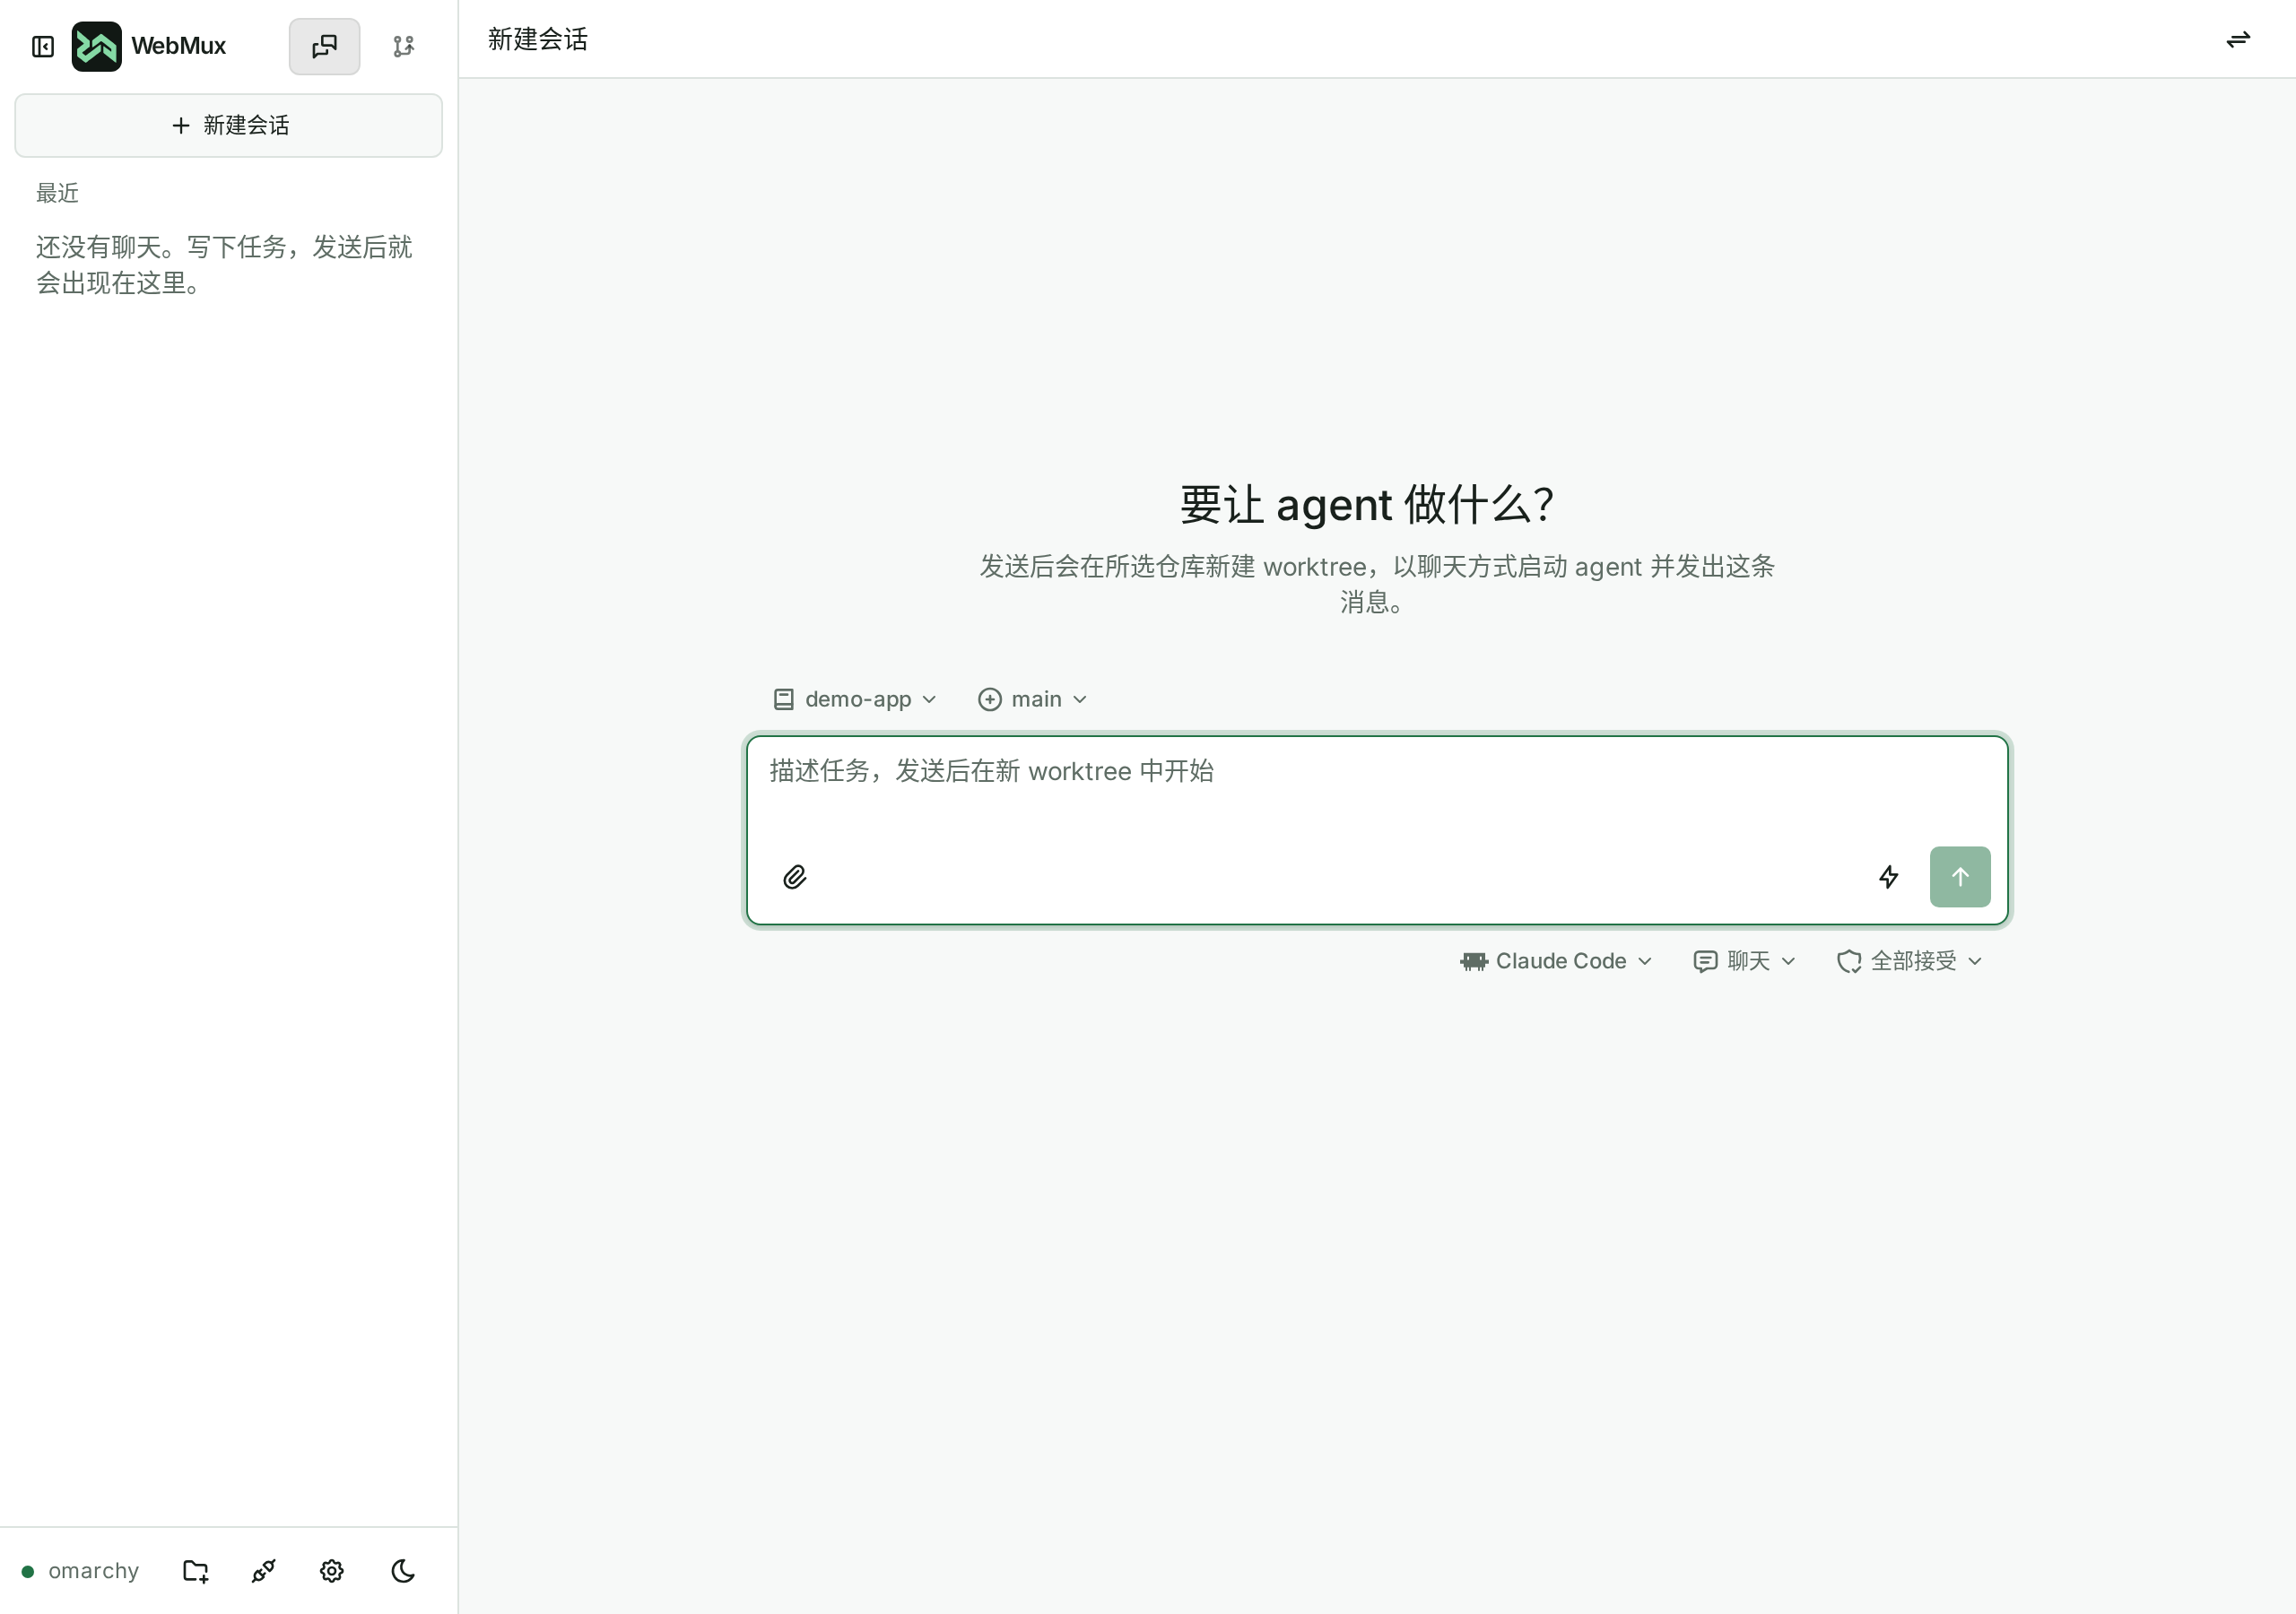 WebMux
新建会话
最近
还没有聊天。写下任务，发送后就
会出现在这里。
omarchy
新建会话
要让 agent 做什么？
发送后会在所选仓库新建 worktree，以聊天方式启动 agent 并发出这条
消息。
demo-app
main
描述任务，发送后在新 worktree 中开始
Claude Code
聊天
全部接受